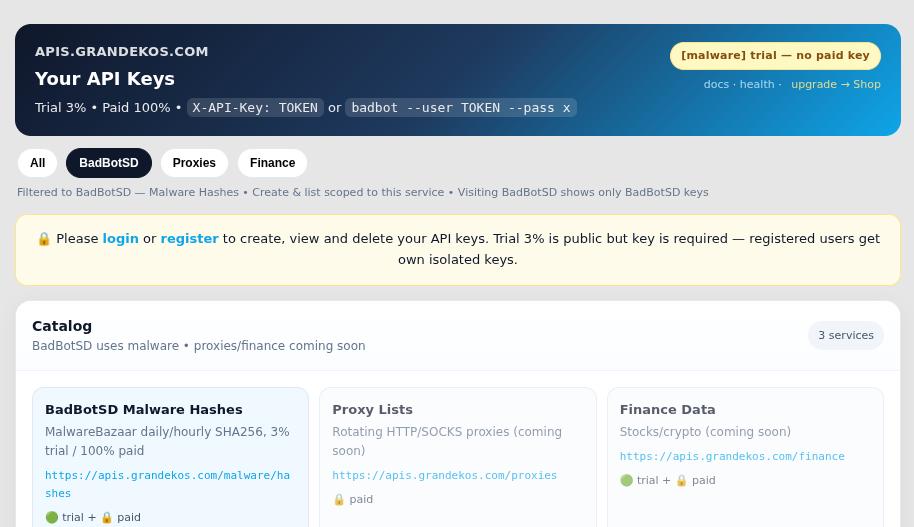 APIS.GRANDEKOS.COM
[malware] trial — no paid key
Your API Keys
docs · health · upgrade → Shop
Trial 3% • Paid 100% • X-API-Key: TOKEN or badbot --user TOKEN --pass x
All BadBotSD Proxies Finance
Filtered to BadBotSD — Malware Hashes • Create & list scoped to this service • Visiting BadBotSD shows only BadBotSD keys
🔒 Please login or register to create, view and delete your API keys. Trial 3% is public but key is required — registered users get
own isolated keys.
Catalog
BadBotSD uses malware • proxies/finance coming soon
3 services
BadBotSD Malware Hashes
MalwareBazaar daily/hourly SHA256, 3%
trial / 100% paid
https://apis.grandekos.com/malware/ha
shes
🟢 trial + 🔒 paid
Proxy Lists
Rotating HTTP/SOCKS proxies (coming
soon)
https://apis.grandekos.com/proxies
🔒 paid
Finance Data
Stocks/crypto (coming soon)
https://apis.grandekos.com/finance
🟢 trial + 🔒 paid